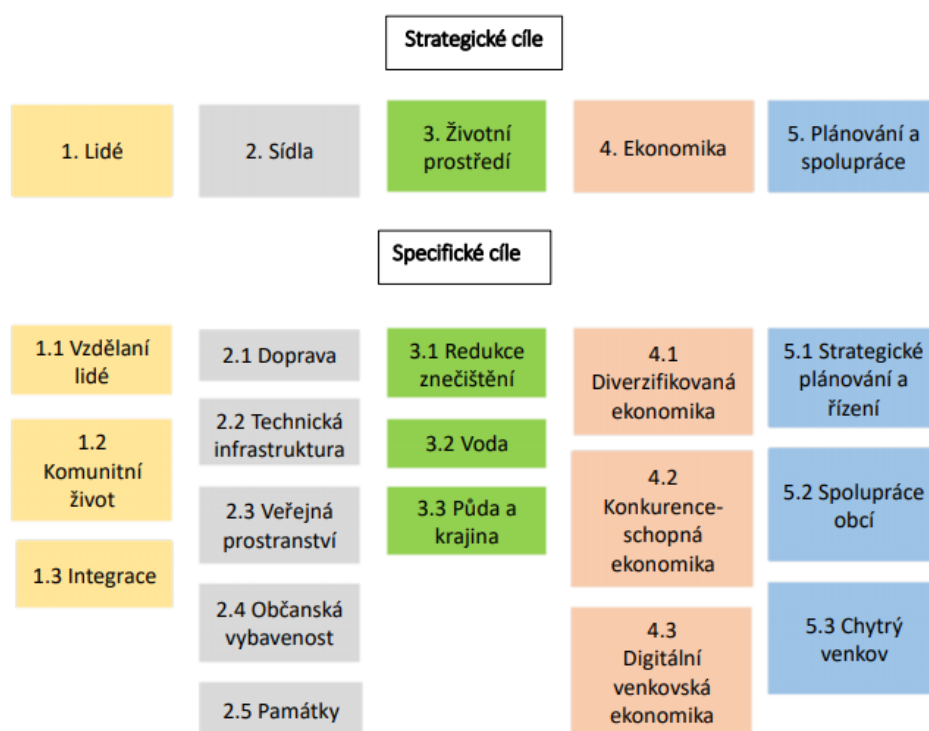 Strategické cíle
1. Lidé
2. Sídla
3. Životní
prostředí
4. Ekonomika
5. Plánování a
spolupráce
Specifické cíle
1.1 Vzdělaní
lidé
1.2
Komunitní
život
1.3 Integrace
2.1 Doprava
2.2 Technická
infrastruktura
2.3 Veřejná
prostranství
2.4 Občanská
vybavenost
2.5 Památky
3.1 Redukce
znečištění
3.2 Voda
3.3 Půda a
krajina
4.1
Diverzifikovaná
ekonomika
4.2
Konkurence-
schopná
ekonomika
4.3
Digitální
venkovská
ekonomika
5.1 Strategické
plánování a
řízení
5.2 Spolupráce
obcí
5.3 Chytrý
venkov